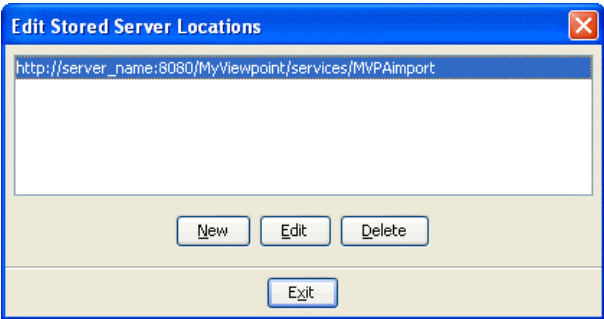 Edit Stored Server Locations
http://server_name:8080/MyViewpoint/services/MVPAimport
New Edit Delete
Exit